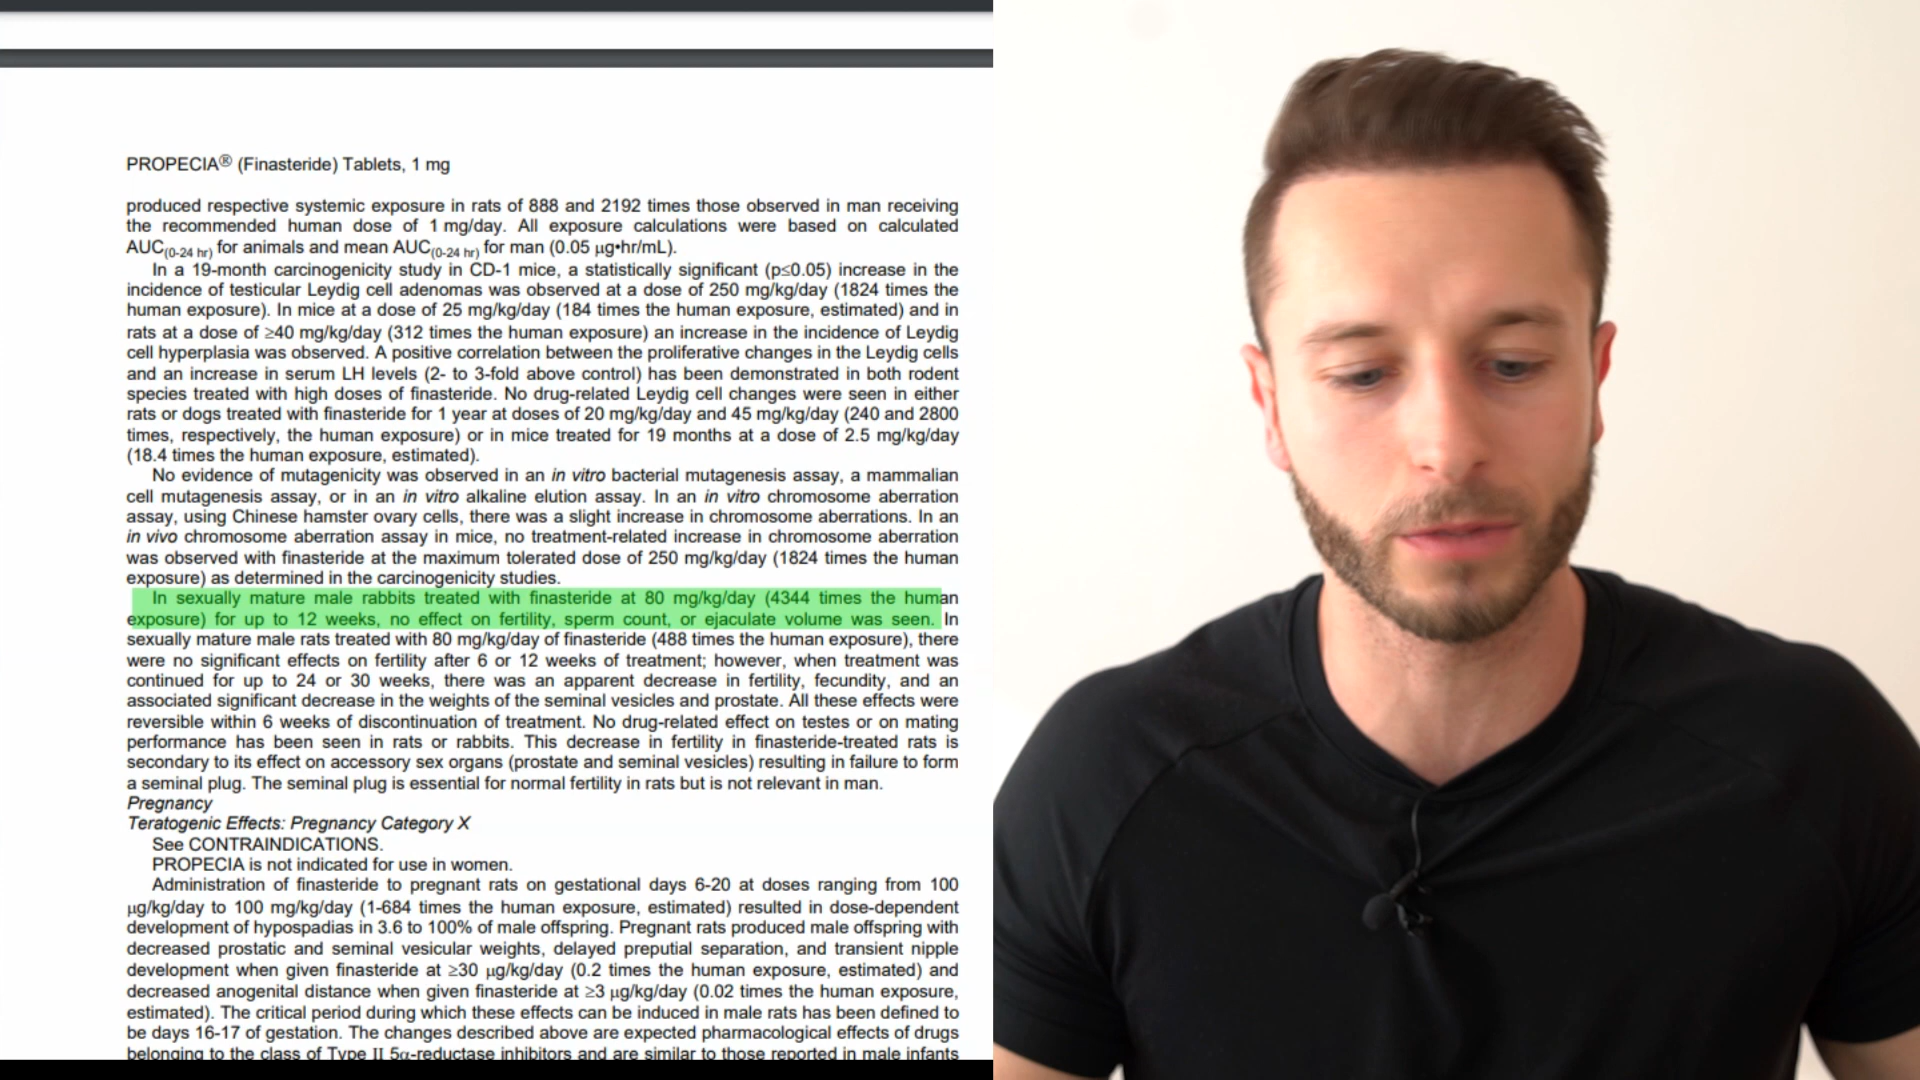 PROPECIA® (Finasteride) Tablets, 1 mg
produced respective systemic exposure in rats of 888 and 2192 times those observed in man receiving
the recommended human dose of 1 mg/day. All exposure calculations were based on calculated
AUC(0-24 hr) for animals and mean AUC(0-24 hr) for man (0.05 µg•hr/mL).
In a 19-month carcinogenicity study in CD-1 mice, a statistically significant (p≤0.05) increase in the
incidence of testicular Leydig cell adenomas was observed at a dose of 250 mg/kg/day (1824 times the
human exposure). In mice at a dose of 25 mg/kg/day (184 times the human exposure, estimated) and in
rats at a dose of ≥40 mg/kg/day (312 times the human exposure) an increase in the incidence of Leydig
cell hyperplasia was observed. A positive correlation between the proliferative changes in the Leydig cells
and an increase in serum LH levels (2- to 3-fold above control) has been demonstrated in both rodent
species treated with high doses of finasteride. No drug-related Leydig cell changes were seen in either
rats or dogs treated with finasteride for 1 year at doses of 20 mg/kg/day and 45 mg/kg/day (240 and 2800
times, respectively, the human exposure) or in mice treated for 19 months at a dose of 2.5 mg/kg/day
(18.4 times the human exposure, estimated).
No evidence of mutagenicity was observed in an in vitro bacterial mutagenesis assay, a mammalian
cell mutagenesis assay, or in an in vitro alkaline elution assay. In an in vitro chromosome aberration
assay, using Chinese hamster ovary cells, there was a slight increase in chromosome aberrations. In an
in vivo chromosome aberration assay in mice, no treatment-related increase in chromosome aberration
was observed with finasteride at the maximum tolerated dose of 250 mg/kg/day (1824 times the human
exposure) as determined in the carcinogenicity studies.
In sexually mature male rabbits treated with finasteride at 80 mg/kg/day (4344 times the human
exposure) for up to 12 weeks, no effect on fertility, sperm count, or ejaculate volume was seen. In
sexually mature male rats treated with 80 mg/kg/day of finasteride (488 times the human exposure), there
were no significant effects on fertility after 6 or 12 weeks of treatment; however, when treatment was
continued for up to 24 or 30 weeks, there was an apparent decrease in fertility, fecundity, and an
associated significant decrease in the weights of the seminal vesicles and prostate. All these effects were
reversible within 6 weeks of discontinuation of treatment. No drug-related effect on testes or on mating
performance has been seen in rats or rabbits. This decrease in fertility in finasteride-treated rats is
secondary to its effect on accessory sex organs (prostate and seminal vesicles) resulting in failure to form
a seminal plug. The seminal plug is essential for normal fertility in rats but is not relevant in man.
Pregnancy
Teratogenic Effects: Pregnancy Category X
See CONTRAINDICATIONS.
PROPECIA is not indicated for use in women.
Administration of finasteride to pregnant rats on gestational days 6-20 at doses ranging from 100
µg/kg/day to 100 mg/kg/day (1-684 times the human exposure, estimated) resulted in dose-dependent
development of hypospadias in 3.6 to 100% of male offspring. Pregnant rats produced male offspring with
decreased prostatic and seminal vesicular weights, delayed preputial separation, and transient nipple
development when given finasteride at ≥30 µg/kg/day (0.2 times the human exposure, estimated) and
decreased anogenital distance when given finasteride at ≥3 µg/kg/day (0.02 times the human exposure,
estimated). The critical period during which these effects can be induced in male rats has been defined to
be days 16-17 of gestation. The changes described above are expected pharmacological effects of drugs
belonging to the class of Type II 5α-reductase inhibitors and are similar to those reported in male infants